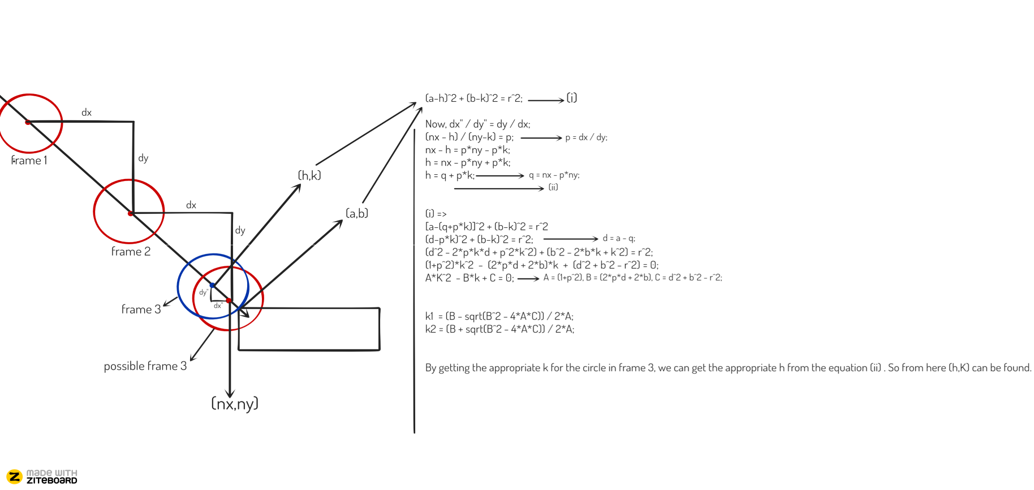 dx
dy
frame 1
dx
dy
frame 2
(h,k)
(a,b)
dy"
dx"
frame 3
possible frame 3
(nx,ny)
(a-h)^2 + (b-k)^2 = r^2; (i)
Now, dx" / dy" = dy / dx;
(nx - h) / (ny-k) = p; p = dx / dy;
nx - h = p*ny - p*k;
h = nx - p*ny + p*k;
h = q + p*k; q = nx - p*ny;
(ii)
(i) =>
[a-(q+p*k)]^2 + (b-k)^2 = r^2
(d-p*k)^2 + (b-k)^2 = r^2; d = a - q;
(d^2 - 2*p*k*d + p^2*k^2) + (b^2 - 2*b*k + k^2) = r^2;
(1+p^2)*k^2 - (2*p*d + 2*b)*k + (d^2 + b^2 - r^2) = 0;
A*K^2 - B*k + C = 0; A = (1+p^2), B = (2*p*d + 2*b), C = d^2 + b^2 - r^2;
k1 = (B - sqrt(B^2 - 4*A*C)) / 2*A;
k2 = (B + sqrt(B^2 - 4*A*C)) / 2*A;
By getting the appropriate k for the circle in frame 3, we can get the appropriate h from the equation (ii) . So from here (h,K) can be found.
MADE WITH
ZITEBOARD